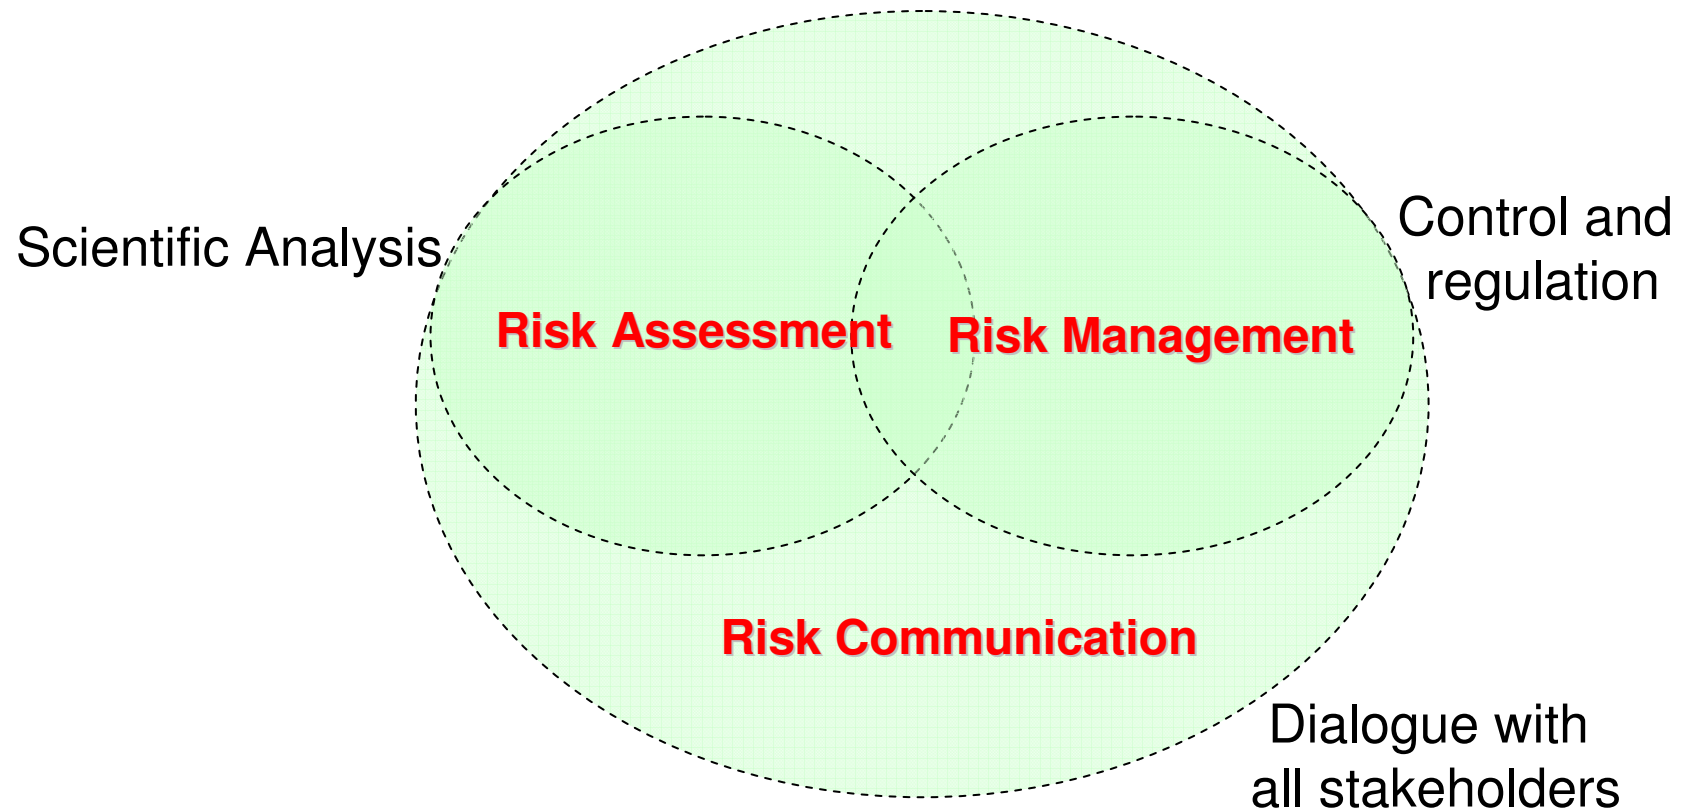 Scientific Analysis
Control and
regulation
Risk Assessment
Risk Management
Risk Communication
Dialogue with
all stakeholders